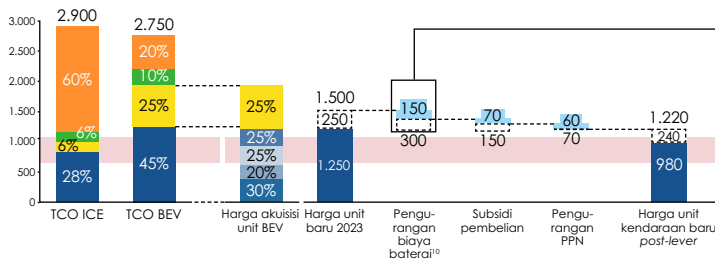 3.000
2.500
2.000
1.500
1.000
500
0
2.900
60%
6%
6%
28%
TCO ICE
2.750
20%
10%
25%
45%
TCO BEV
25%
25%
25%
20%
30%
Harga akuisisi
unit BEV
1.500
250
1.250
Harga unit
baru 2023
150
300
Pengu-
rangan
biaya
baterai¹⁰
70
150
Subsidi
pembelian
60
70
Pengu-
rangan
PPN
1.220
240
980
Harga unit
kendaraan baru
post-lever